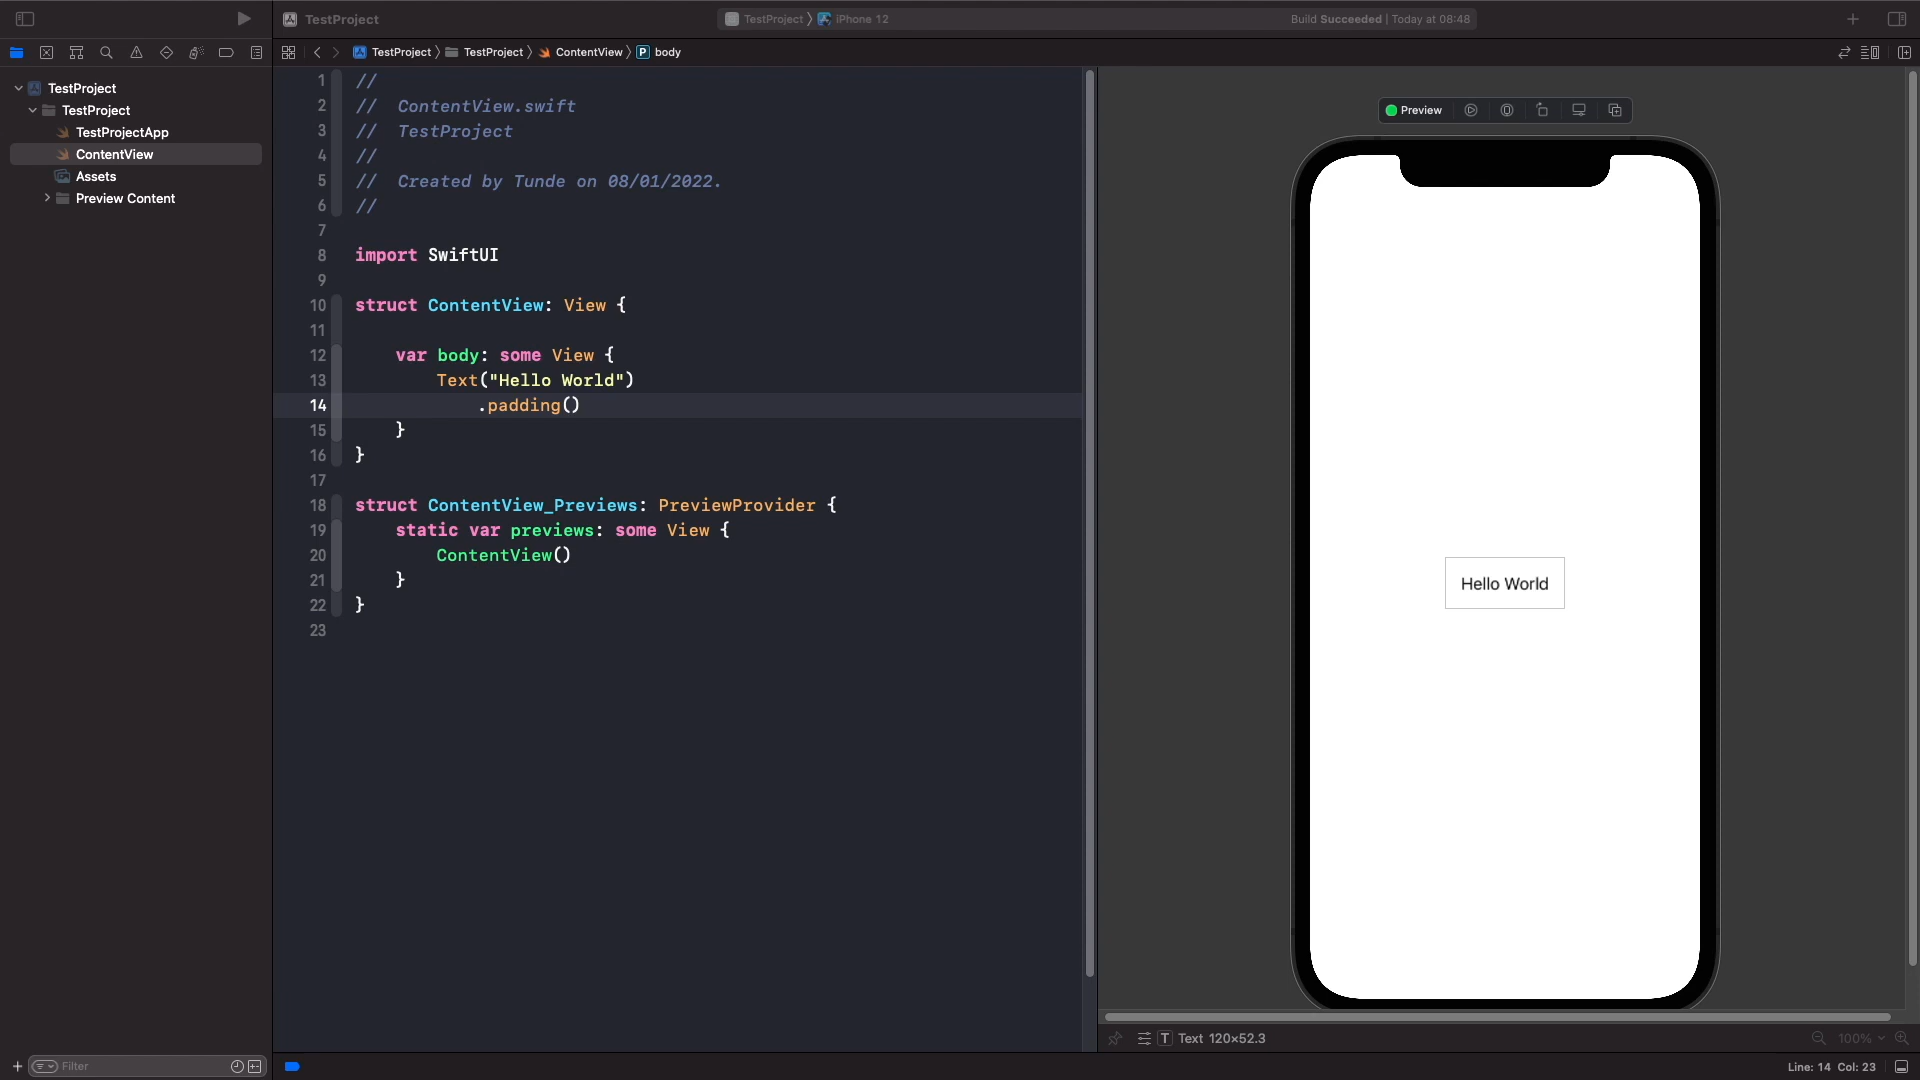 TestProject
TestProject 〉 iPhone 12
Build Succeeded | Today at 08:48
TestProject 〉 TestProject 〉 ContentView 〉 P body
TestProject
TestProject
TestProjectApp
ContentView
Assets
Preview Content
1 //
2 //  ContentView.swift
3 //  TestProject
4 //
5 //  Created by Tunde on 08/01/2022.
6 //
7
8 import SwiftUI
9
10 struct ContentView: View {
11
12     var body: some View {
13         Text("Hello World")
14             .padding()
15     }
16 }
17
18 struct ContentView_Previews: PreviewProvider {
19     static var previews: some View {
20         ContentView()
21     }
22 }
23
Preview
Hello World
T Text 120×52.3
100%
Filter
Line: 14 Col: 23